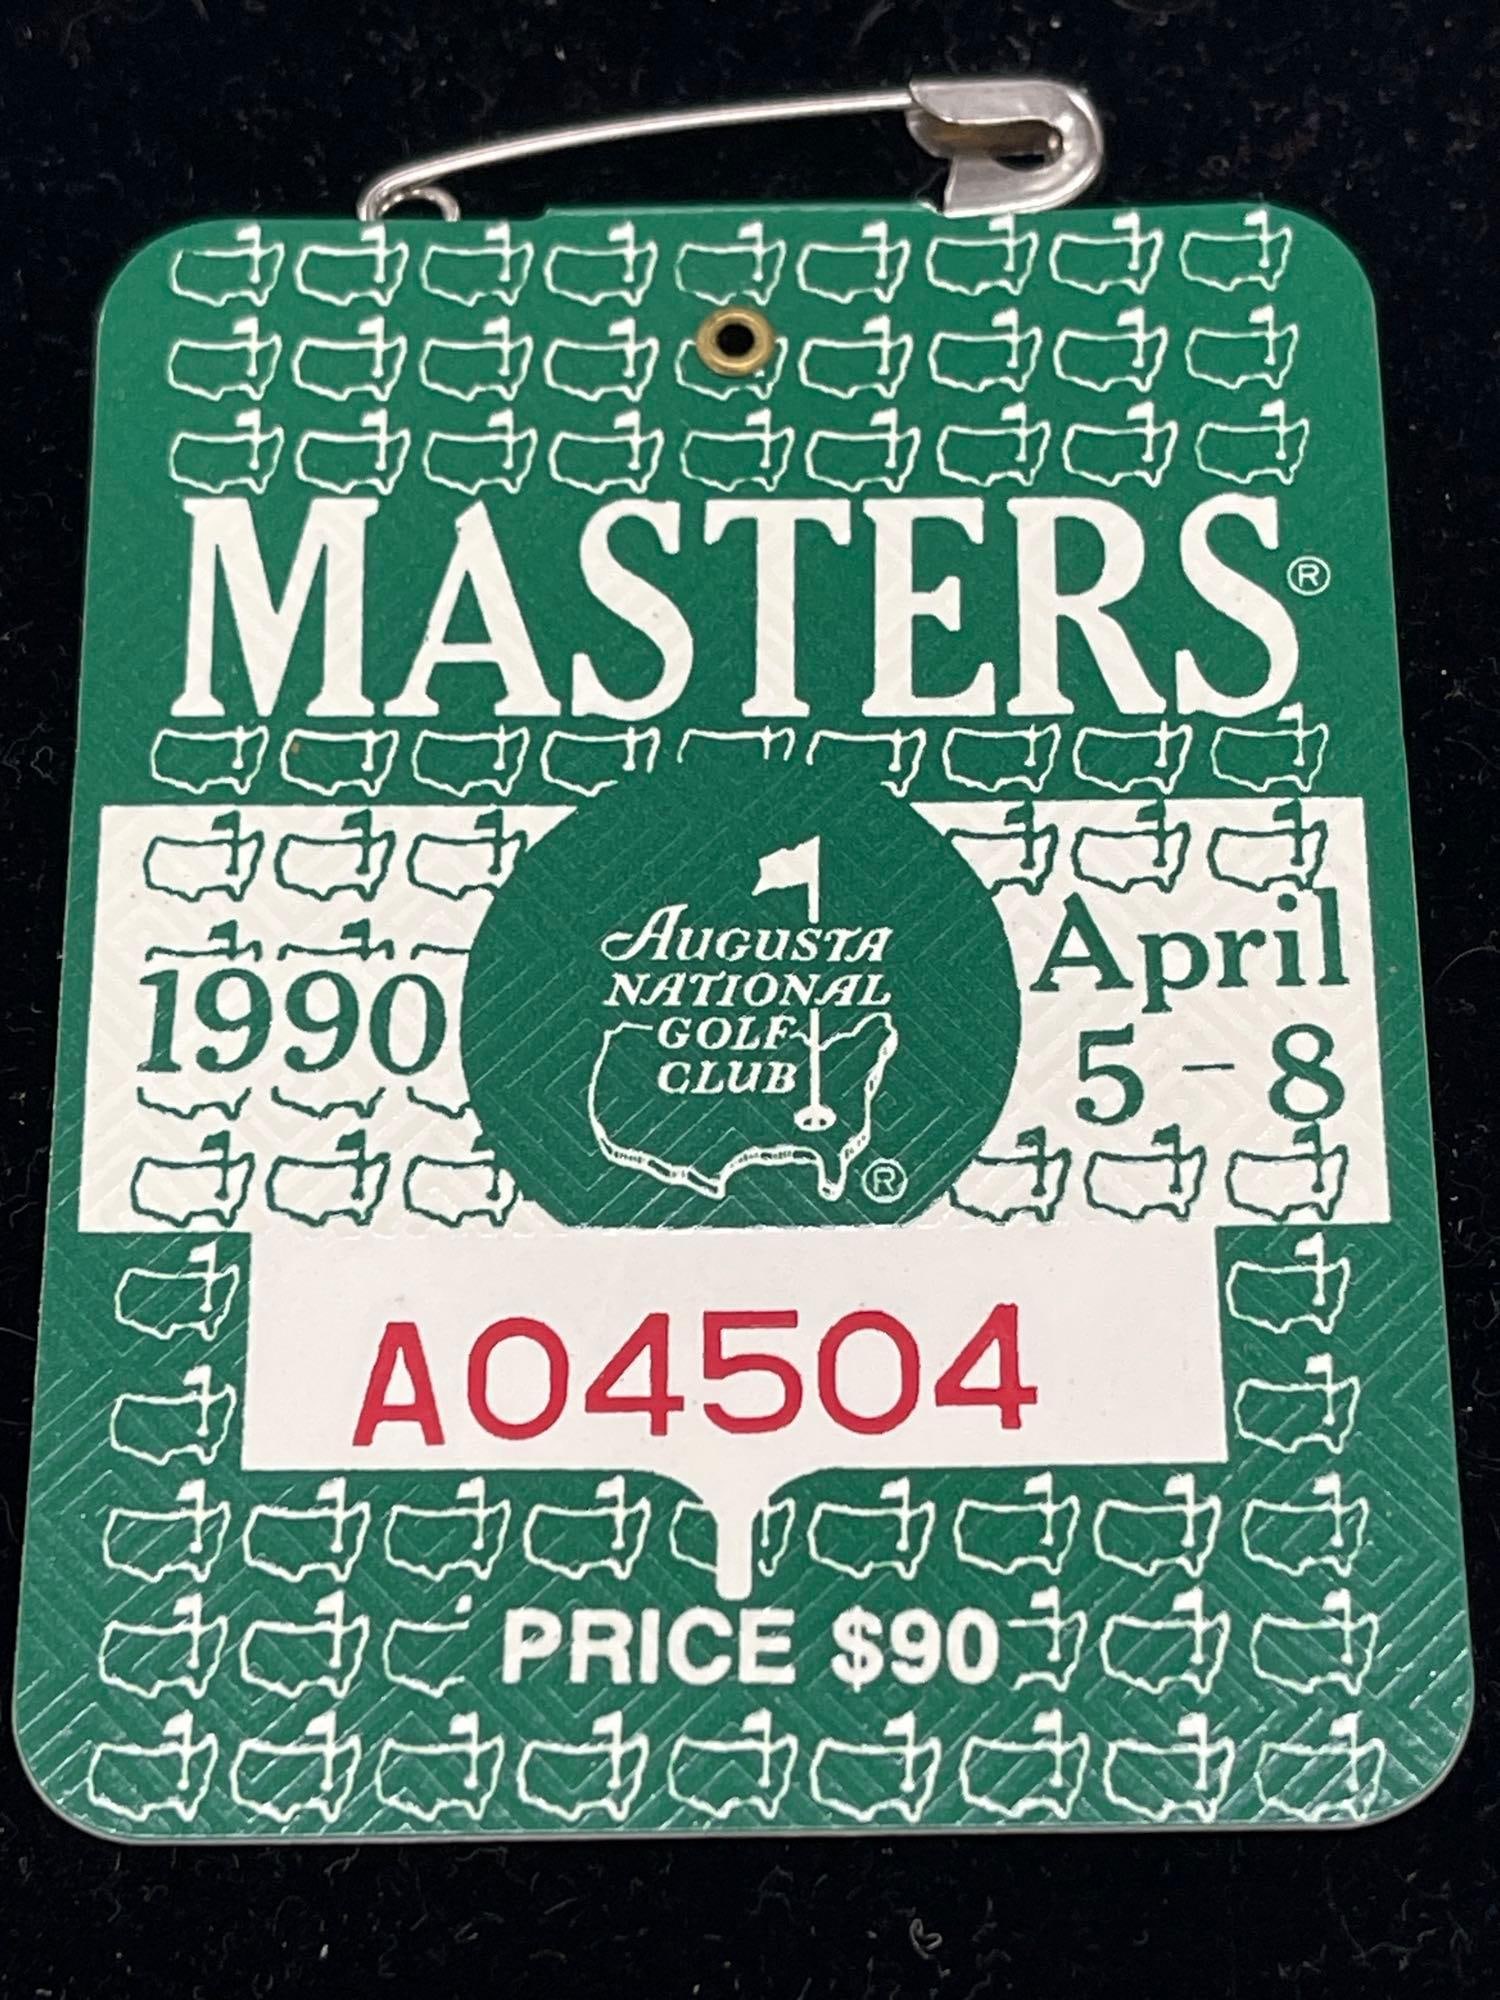 MASTERS®
1990
AUGUSTA
NATIONAL
GOLF
CLUB
®
April
5 – 8
A04504
PRICE $90